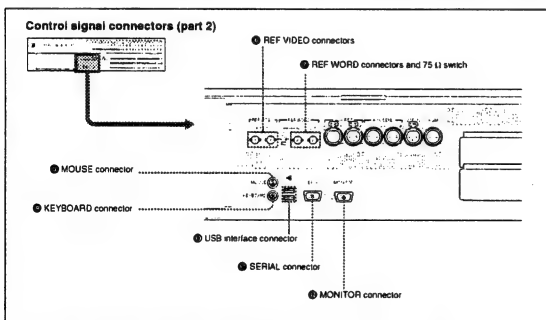 Control signal connectors (part 2)
REF VIDEO connectors
REF WORD connectors and 75 Ω switch
MOUSE connector
KEYBOARD connector
USB interface connector
SERIAL connector
MONITOR connector